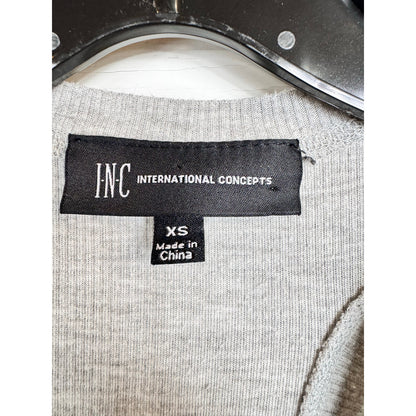 I·N·C INTERNATIONAL CONCEPTS
XS
Made in
China